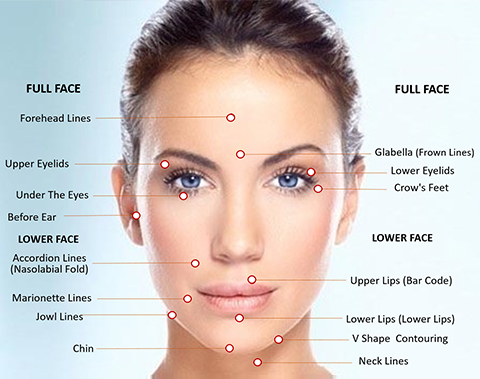 FULL FACE
Forehead Lines
Upper Eyelids
Under The Eyes
Before Ear
LOWER FACE
Accordion Lines
(Nasolabial Fold)
Marionette Lines
Jowl Lines
Chin
FULL FACE
Glabella (Frown Lines)
Lower Eyelids
Crow's Feet
LOWER FACE
Upper Lips (Bar Code)
Lower Lips (Lower Lips)
V Shape Contouring
Neck Lines